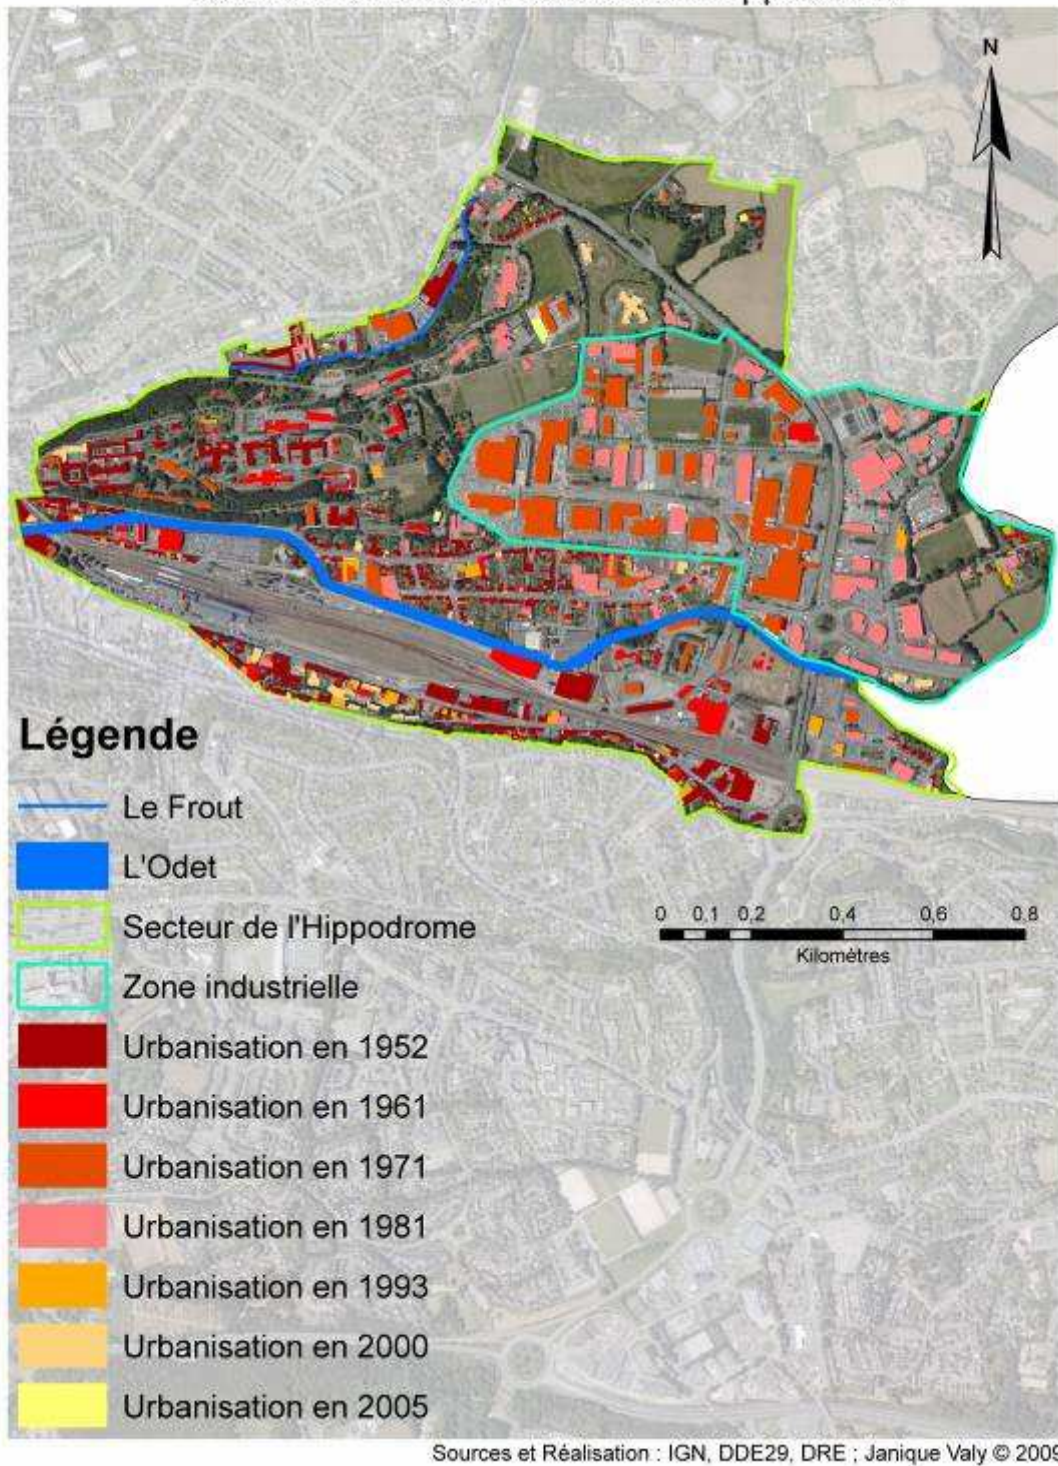 N
Légende
Le Frout
L'Odet
Secteur de l'Hippodrome
Zone industrielle
Urbanisation en 1952
Urbanisation en 1961
Urbanisation en 1971
Urbanisation en 1981
Urbanisation en 1993
Urbanisation en 2000
Urbanisation en 2005
0 0,1 0,2 0,4 0,6 0,8
Kilomètres
Sources et Réalisation : IGN, DDE29, DRE ; Janique Valy © 2009